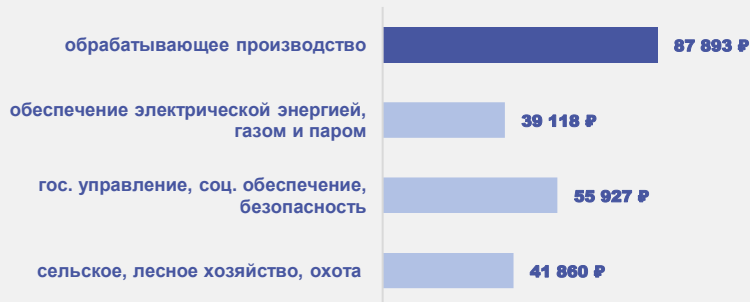 обрабатывающее производство
87 893 ₽
обеспечение электрической энергией,
газом и паром
39 118 ₽
гос. управление, соц. обеспечение,
безопасность
55 927 ₽
сельское, лесное хозяйство, охота
41 860 ₽